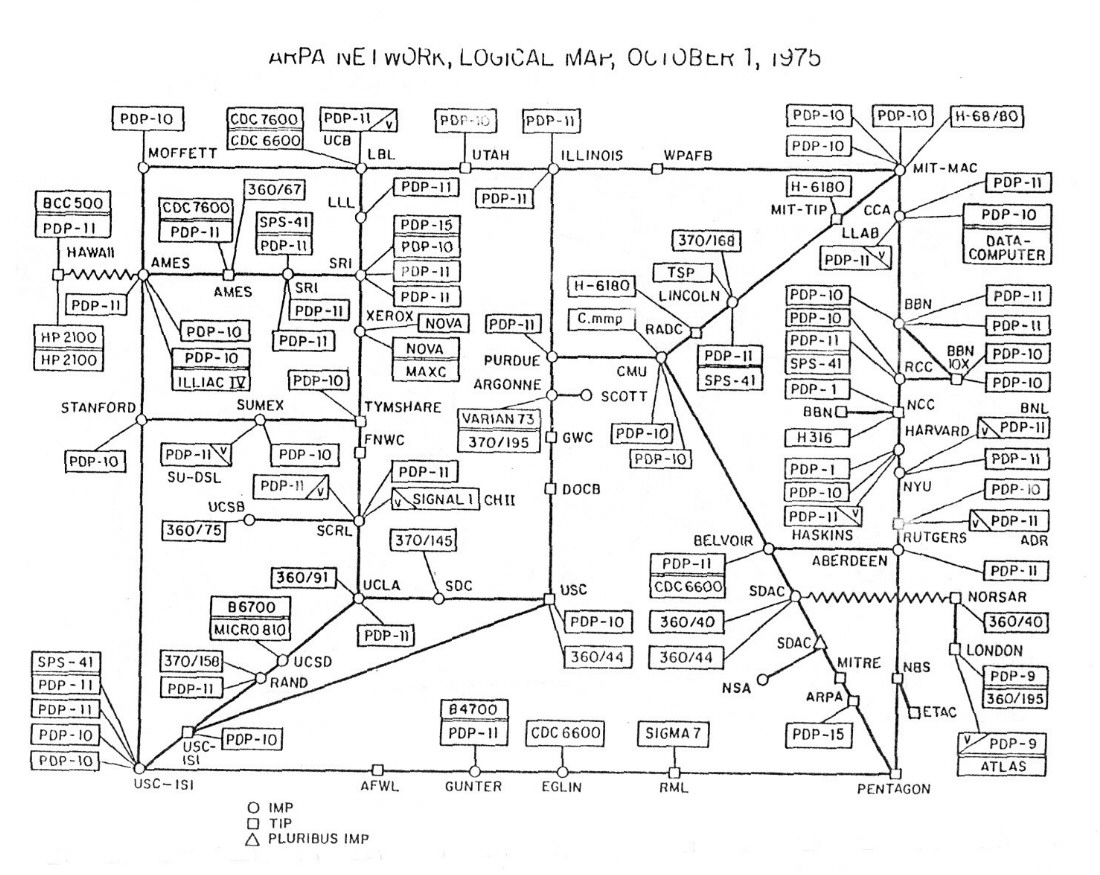 ARPA NETWORK, LOGICAL MAP, OCTOBER 1, 1975
PDP-10
CDC 7600
CDC 6600
PDP-11 V
UCB
PDP-10
PDP-11
PDP-10
PDP-10
PDP-10
H-68/80
MOFFETT
LBL
UTAH
ILLINOIS
WPAFB
MIT-MAC
PDP-11
PDP-11
LLL
H-6180
MIT-TIP
CCA
PDP-11
PDP-10
DATA-
COMPUTER
LLAB
PDP-11 V
BCC 500
PDP-11
HAWAII
HP 2100
HP 2100
CDC 7600
PDP-11
360/67
SPS-41
PDP-11
AMES
PDP-11
AMES
SRI
PDP-11
PDP-11
SRI
PDP-15
PDP-10
PDP-11
PDP-11
PDP-10
PDP-10
ILLIAC IV
XEROX
NOVA
NOVA
MAXC
370/168
TSP
LINCOLN
H-6180
C.mmp
RADC
PDP-11
SPS-41
PDP-11
PURDUE
CMU
PDP-10
PDP-10
ARGONNE
SCOTT
VARIAN 73
370/195
GWC
DOCB
PDP-10
PDP-10
PDP-11
SPS-41
BBN
PDP-11
PDP-11
RCC
BBN
10X
PDP-10
PDP-10
PDP-1
BBN
NCC
H316
BNL
V PDP-11
HARVARD
PDP-1
PDP-10
PDP-11 V
HASKINS
NYU
PDP-11
PDP-10
V PDP-11
ADR
RUTGERS
STANFORD
PDP-10
SUMEX
PDP-11 V
SU-DSL
PDP-10
PDP-10
TYMSHARE
FNWC
PDP-11 V
PDP-11
V SIGNAL 1 CHII
UCSB
360/75
SCRL
370/145
360/91
UCLA
SDC
USC
PDP-11
PDP-10
360/44
BELVOIR
PDP-11
CDC6600
ABERDEEN
PDP-11
SDAC
360/40
360/44
NORSAR
360/40
LONDON
PDP-9
360/195
V PDP-9
ATLAS
SDAC
NSA
MITRE
ARPA
PDP-15
NBS
ETAC
B6700
MICRO 810
UCSD
370/158
PDP-11
RAND
SPS-41
PDP-11
PDP-11
PDP-10
PDP-10
USC-
ISI
PDP-10
B4700
PDP-11
CDC 6600
SIGMA 7
USC-ISI
AFWL
GUNTER
EGLIN
RML
PENTAGON
IMP
TIP
PLURIBUS IMP